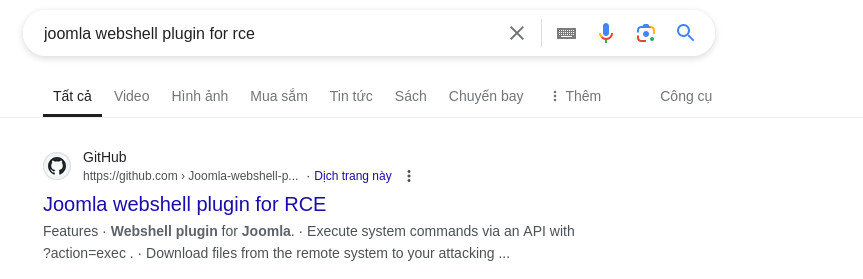 joomla webshell plugin for rce
Tất cả Video Hình ảnh Mua sắm Tin tức Sách Chuyến bay Thêm Công cụ
GitHub
https://github.com › Joomla-webshell-p... · Dịch trang này
Joomla webshell plugin for RCE
Features · Webshell plugin for Joomla. · Execute system commands via an API with
?action=exec . · Download files from the remote system to your attacking ...